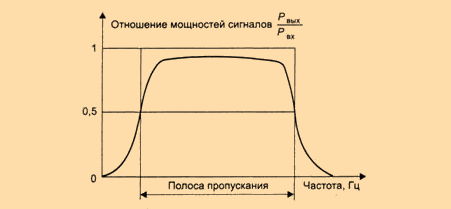 Отношение мощностей сигналов Pвых
Pвх
1
0,5
0
Полоса пропускания
Частота, Гц